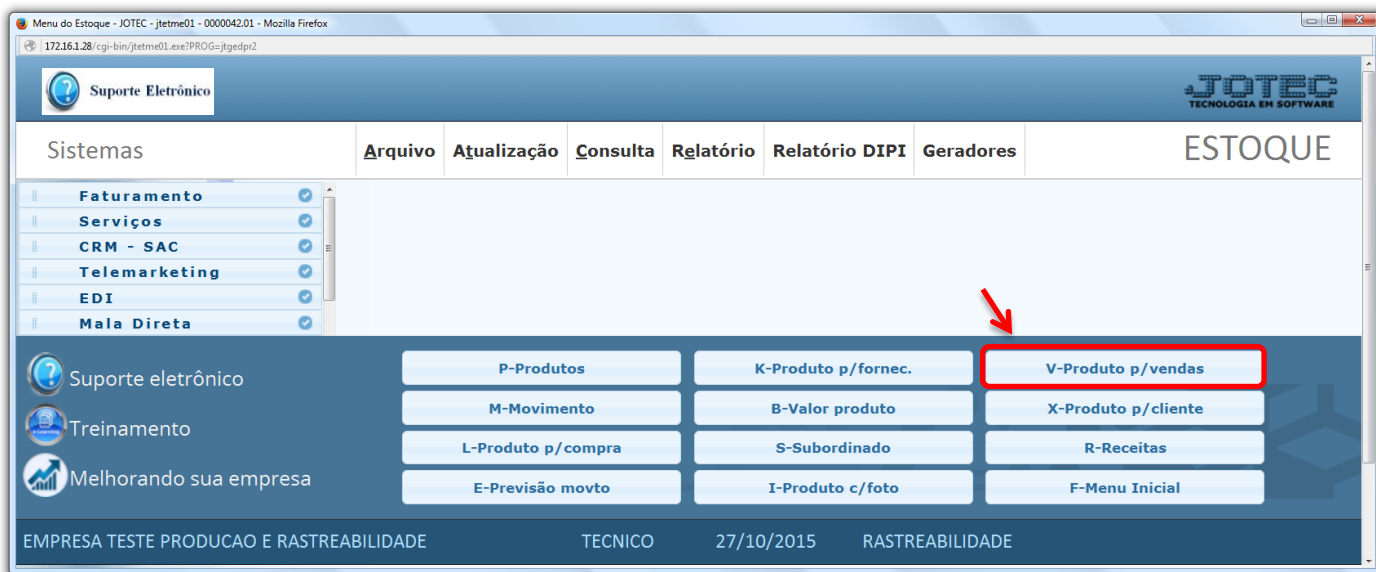 Menu do Estoque - JOTEC - jtetme01 - 0000042.01 - Mozilla Firefox
172.16.1.28/cgi-bin/jtetme01.exe?PROG=jtgedpr2
Suporte Eletrônico
JOTEC
TECNOLOGIA EM SOFTWARE
Sistemas Arquivo Atualização Consulta Relatório Relatório DIPI Geradores ESTOQUE
Faturamento
Serviços
CRM - SAC
Telemarketing
EDI
Mala Direta
Suporte eletrônico
Treinamento
Melhorando sua empresa
P-Produtos K-Produto p/fornec. V-Produto p/vendas
M-Movimento B-Valor produto X-Produto p/cliente
L-Produto p/compra S-Subordinado R-Receitas
E-Previsão movto I-Produto c/foto F-Menu Inicial
EMPRESA TESTE PRODUCAO E RASTREABILIDADE TECNICO 27/10/2015 RASTREABILIDADE